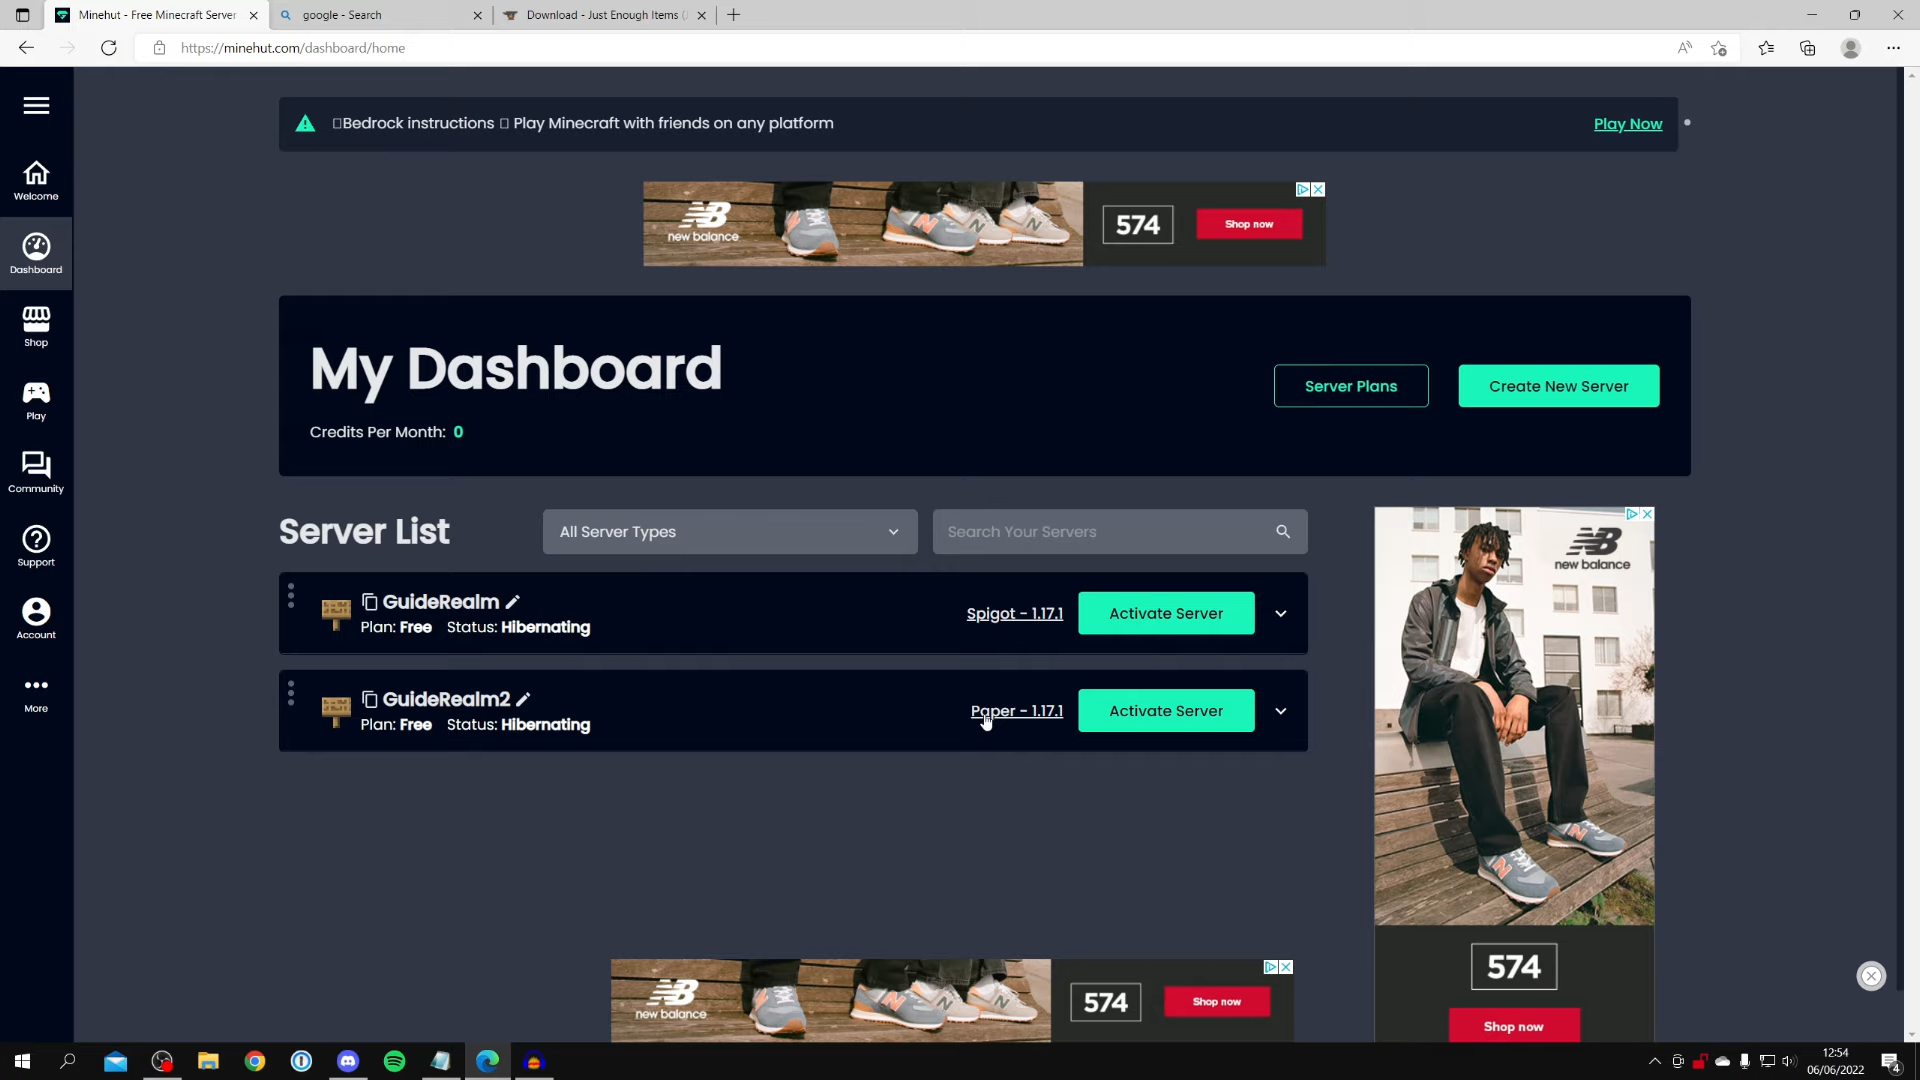 Minehut - Free Minecraft Server
google - Search
Download - Just Enough Items (
https://minehut.com/dashboard/home
Bedrock instructions Play Minecraft with friends on any platform
Play Now
Welcome
Dashboard
Shop
Play
Community
Support
Account
More
new balance
574
Shop now
My Dashboard
Credits Per Month: 0
Server Plans
Create New Server
Server List
All Server Types
Search Your Servers
GuideRealm
Plan: Free Status: Hibernating
Spigot - 1.17.1
Activate Server
GuideRealm2
Plan: Free Status: Hibernating
Paper - 1.17.1
Activate Server
new balance
574
Shop now
new balance
574
Shop now
12:54
06/06/2022
4